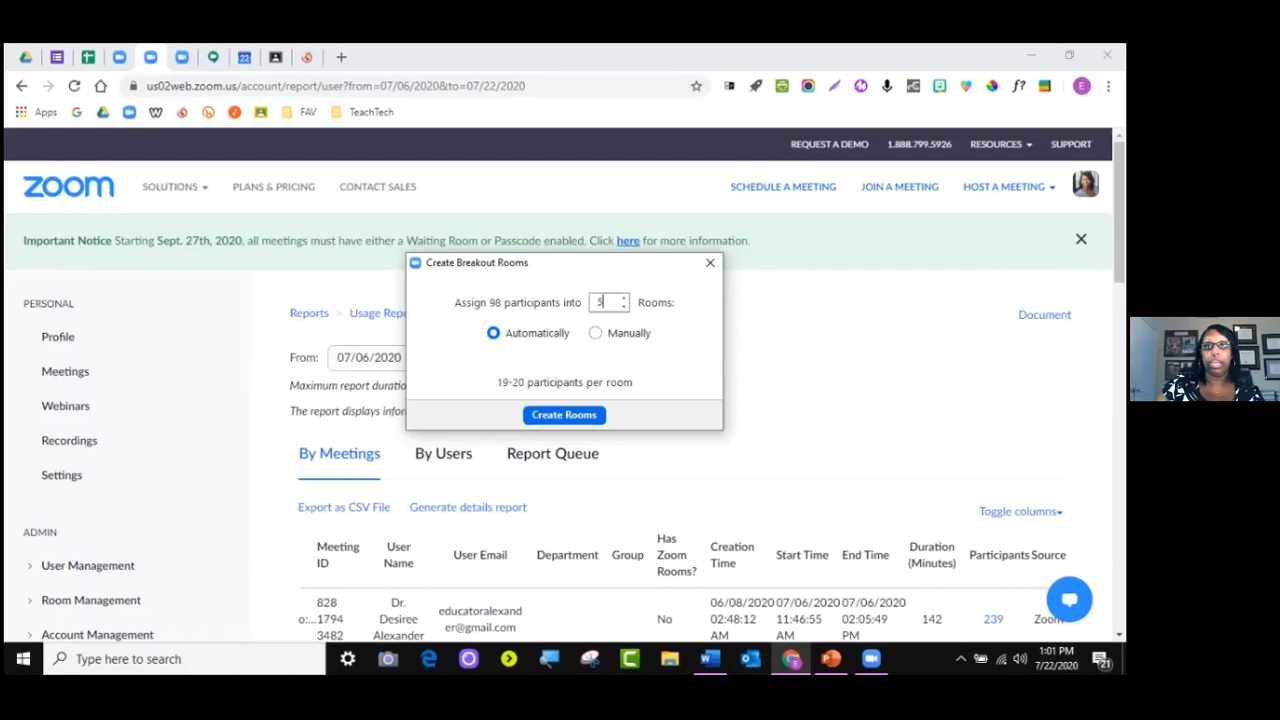 us02web.zoom.us/account/report/user?from=07/06/2020&to=07/22/2020
Apps
FAV
TeachTech
REQUEST A DEMO
1.888.799.5926
RESOURCES
SUPPORT
zoom
SOLUTIONS
PLANS & PRICING
CONTACT SALES
SCHEDULE A MEETING
JOIN A MEETING
HOST A MEETING
Important Notice Starting Sept. 27th, 2020, all meetings must have either a Waiting Room or Passcode enabled. Click here for more information.
Create Breakout Rooms
Assign 98 participants into 5 Rooms:
Automatically Manually
19-20 participants per room
Create Rooms
PERSONAL
Profile
Meetings
Webinars
Recordings
Settings
ADMIN
User Management
Room Management
Account Management
Reports
Usage Repo
Document
From: 07/06/2020
Maximum report duratio
The report displays infor
By Meetings
By Users
Report Queue
Export as CSV File
Generate details report
Toggle columns
Meeting ID
User Name
User Email
Department
Group
Has Zoom Rooms?
Creation Time
Start Time
End Time
Duration (Minutes)
Participants
Source
o:...
828
1794
3482
Dr.
Desiree
Alexander
educatoralexand
er@gmail.com
No
06/08/2020
02:48:12
AM
07/06/2020
11:46:55
AM
07/06/2020
02:05:49
PM
142
239
Zoom
Type here to search
1:01 PM
7/22/2020
21